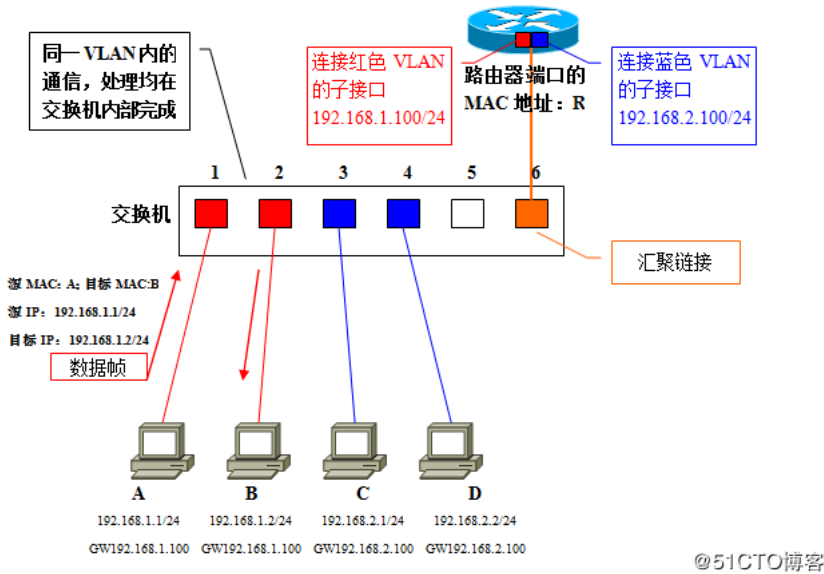 同一 VLAN 内的
通信，处理均在
交换机内部完成
连接红色 VLAN
的子接口
192.168.1.100/24
路由器端口的
MAC 地址：R
连接蓝色 VLAN
的子接口
192.168.2.100/24
1 2 3 4 5 6
交换机
汇聚链接
源 MAC：A；目标 MAC:B
源 IP：192.168.1.1/24
目标 IP：192.168.1.2/24
数据帧
A B C D
192.168.1.1/24 192.168.1.2/24 192.168.2.1/24 192.168.2.2/24
GW192.168.1.100 GW192.168.1.100 GW192.168.2.100 GW192.168.2.100
@51CTO博客